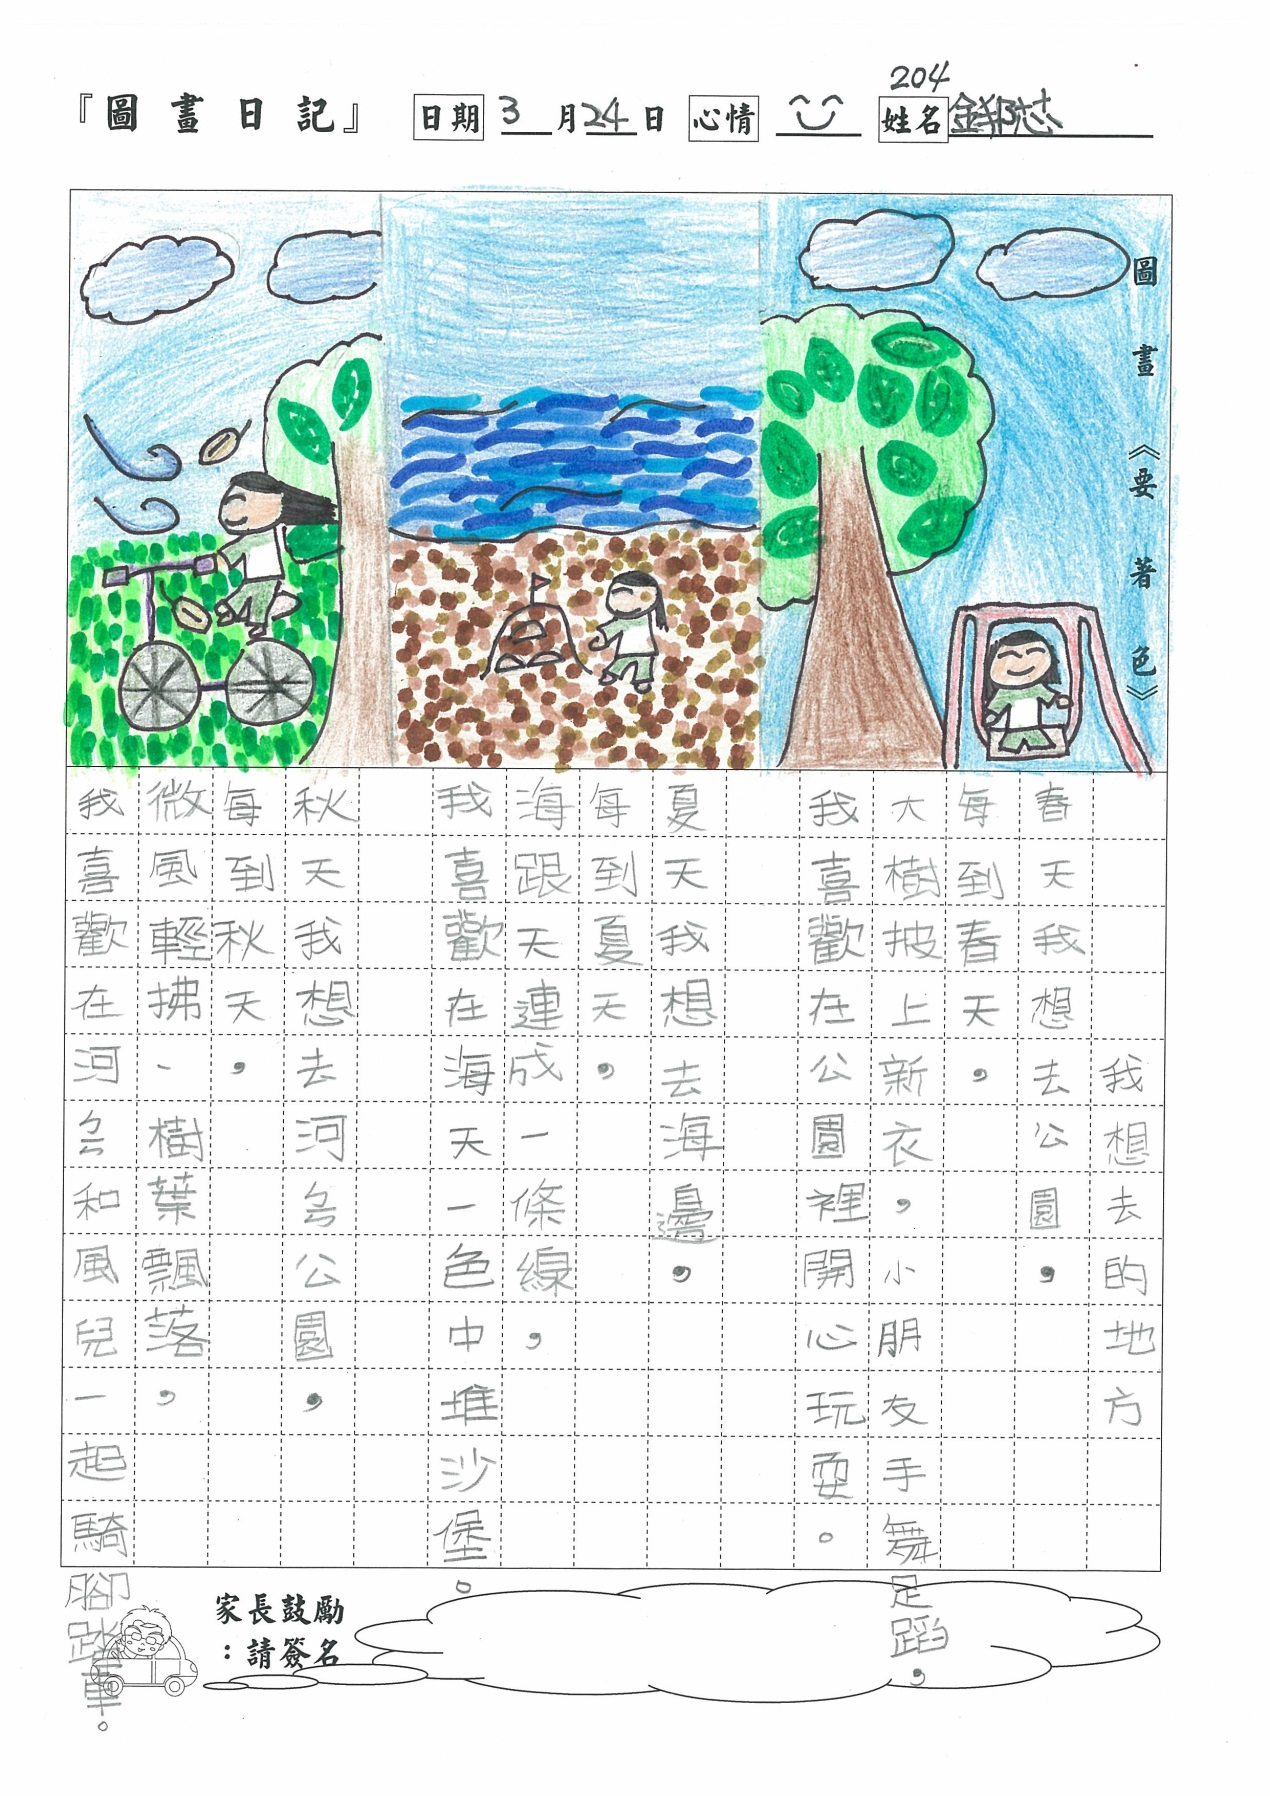 204
『圖畫日記』 日期 3月24日 心情 姓名
圖畫《要著色》
我想去的地方
春天我想去公園，
每到春天，
大樹披上新衣，小朋友手舞足蹈，
我喜歡在公園裡開心玩耍。
夏天我想去海邊，
每到夏天，
海跟天連成一條線，
我喜歡在海天一色中堆沙堡。
秋天我想去河ㄅㄢ公園，
每到秋天，
微風輕拂、樹葉飄落，
我喜歡在河ㄅㄢ和風兒一起騎腳踏車。
家長鼓勵
：請簽名